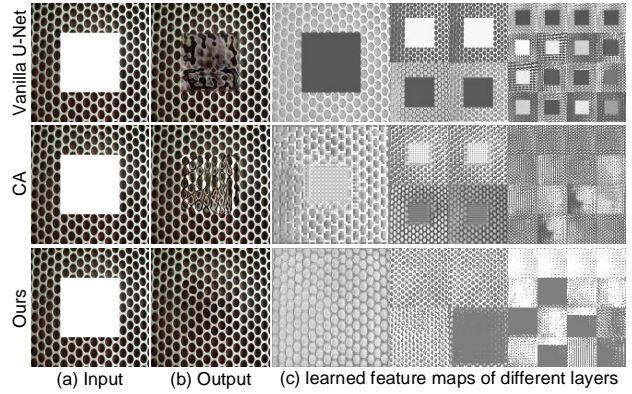 Vanilla U-Net
CA
Ours
(a) Input
(b) Output
(c) learned feature maps of different layers